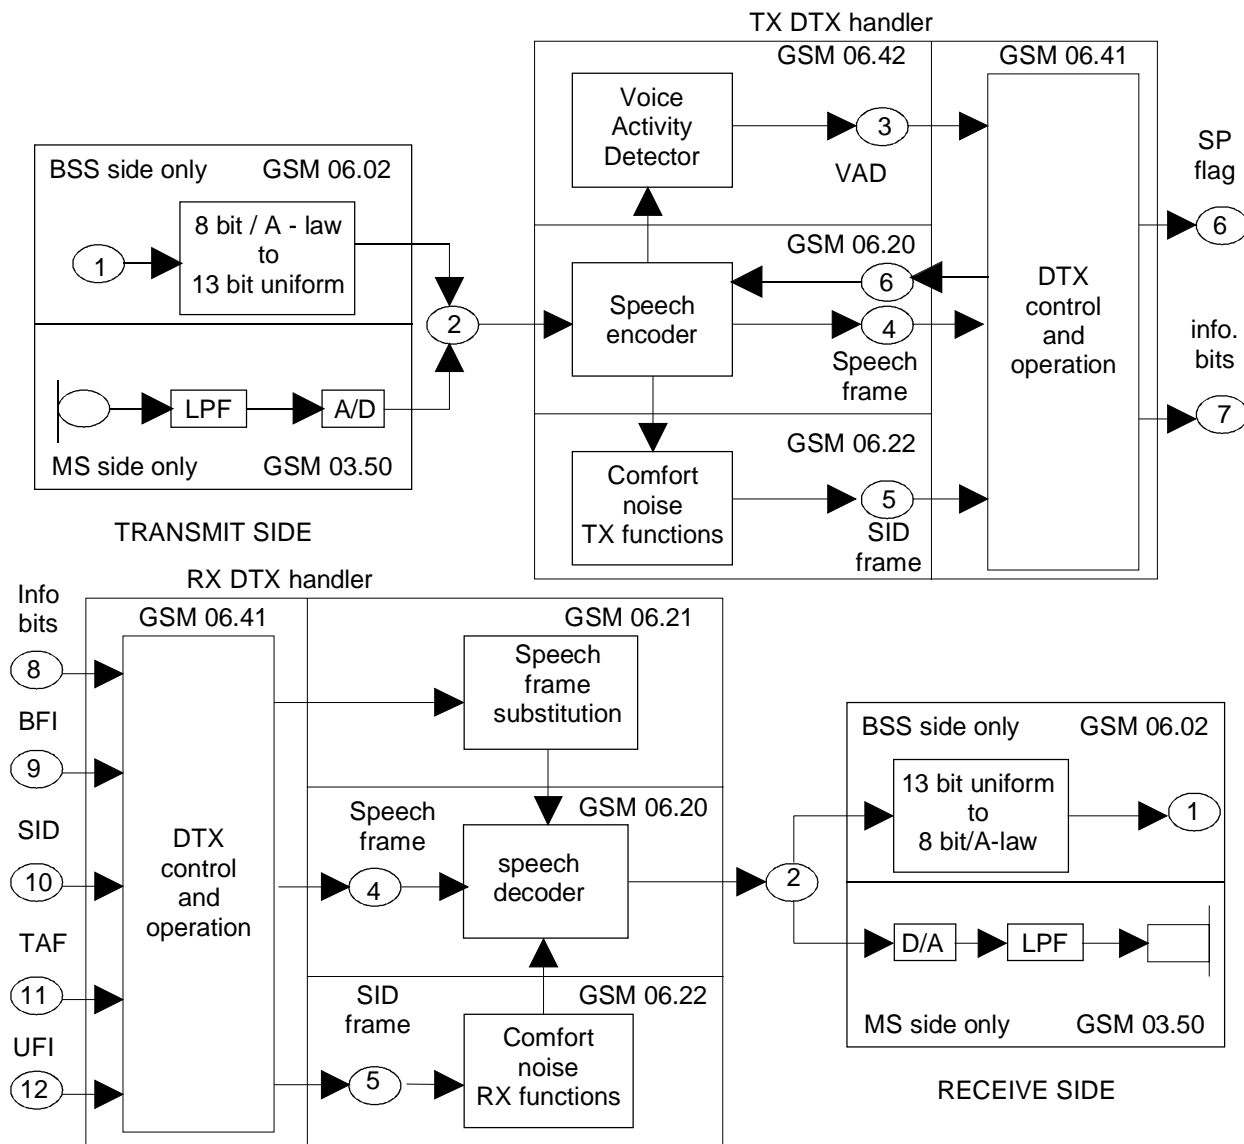 TX DTX handler
GSM 06.42
GSM 06.41
Voice
Activity
Detector
3
VAD
SP
flag
6
BSS side only
GSM 06.02
8 bit / A - law
to
13 bit uniform
1
2
GSM 06.20
6
Speech
encoder
4
Speech
frame
DTX
control
and
operation
info.
bits
7
LPF
A/D
MS side only
GSM 03.50
GSM 06.22
Comfort
noise
TX functions
5
SID
frame
TRANSMIT SIDE
RX DTX handler
Info
bits
8
BFI
9
SID
10
TAF
11
UFI
12
GSM 06.41
DTX
control
and
operation
GSM 06.21
Speech
frame
substitution
GSM 06.20
Speech
frame
4
speech
decoder
2
GSM 06.22
SID
frame
5
Comfort
noise
RX functions
BSS side only
GSM 06.02
13 bit uniform
to
8 bit/A-law
1
D/A
LPF
MS side only
GSM 03.50
RECEIVE SIDE